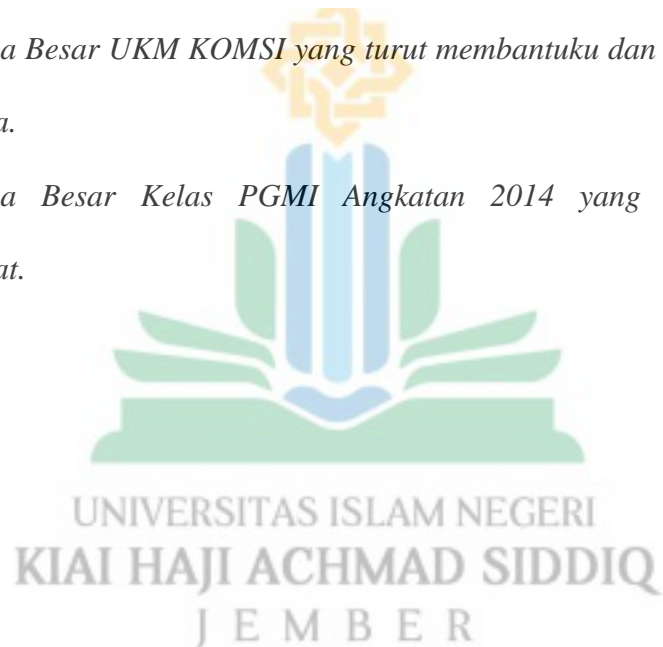 a Besar UKM KOMSI yang turut membantuku dan
a.
a Besar Kelas PGMI Angkatan 2014 yang
at.
UNIVERSITAS ISLAM NEGERI
KIAI HAJI ACHMAD SIDDIQ
JEMBER